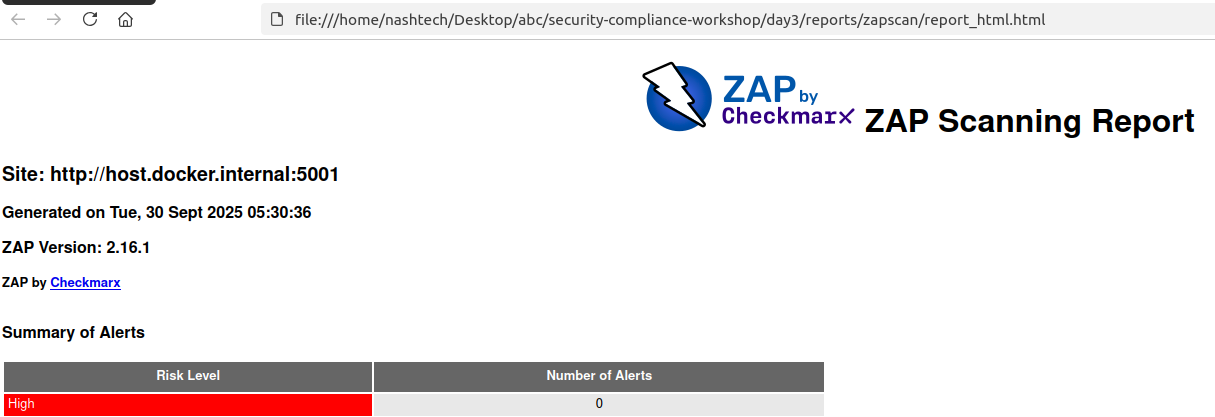 file:///home/nashtech/Desktop/abc/security-compliance-workshop/day3/reports/zapscan/report_html.html
ZAP by
Checkmarx ZAP Scanning Report
Site: http://host.docker.internal:5001
Generated on Tue, 30 Sept 2025 05:30:36
ZAP Version: 2.16.1
ZAP by Checkmarx
Summary of Alerts
Risk Level Number of Alerts
High 0